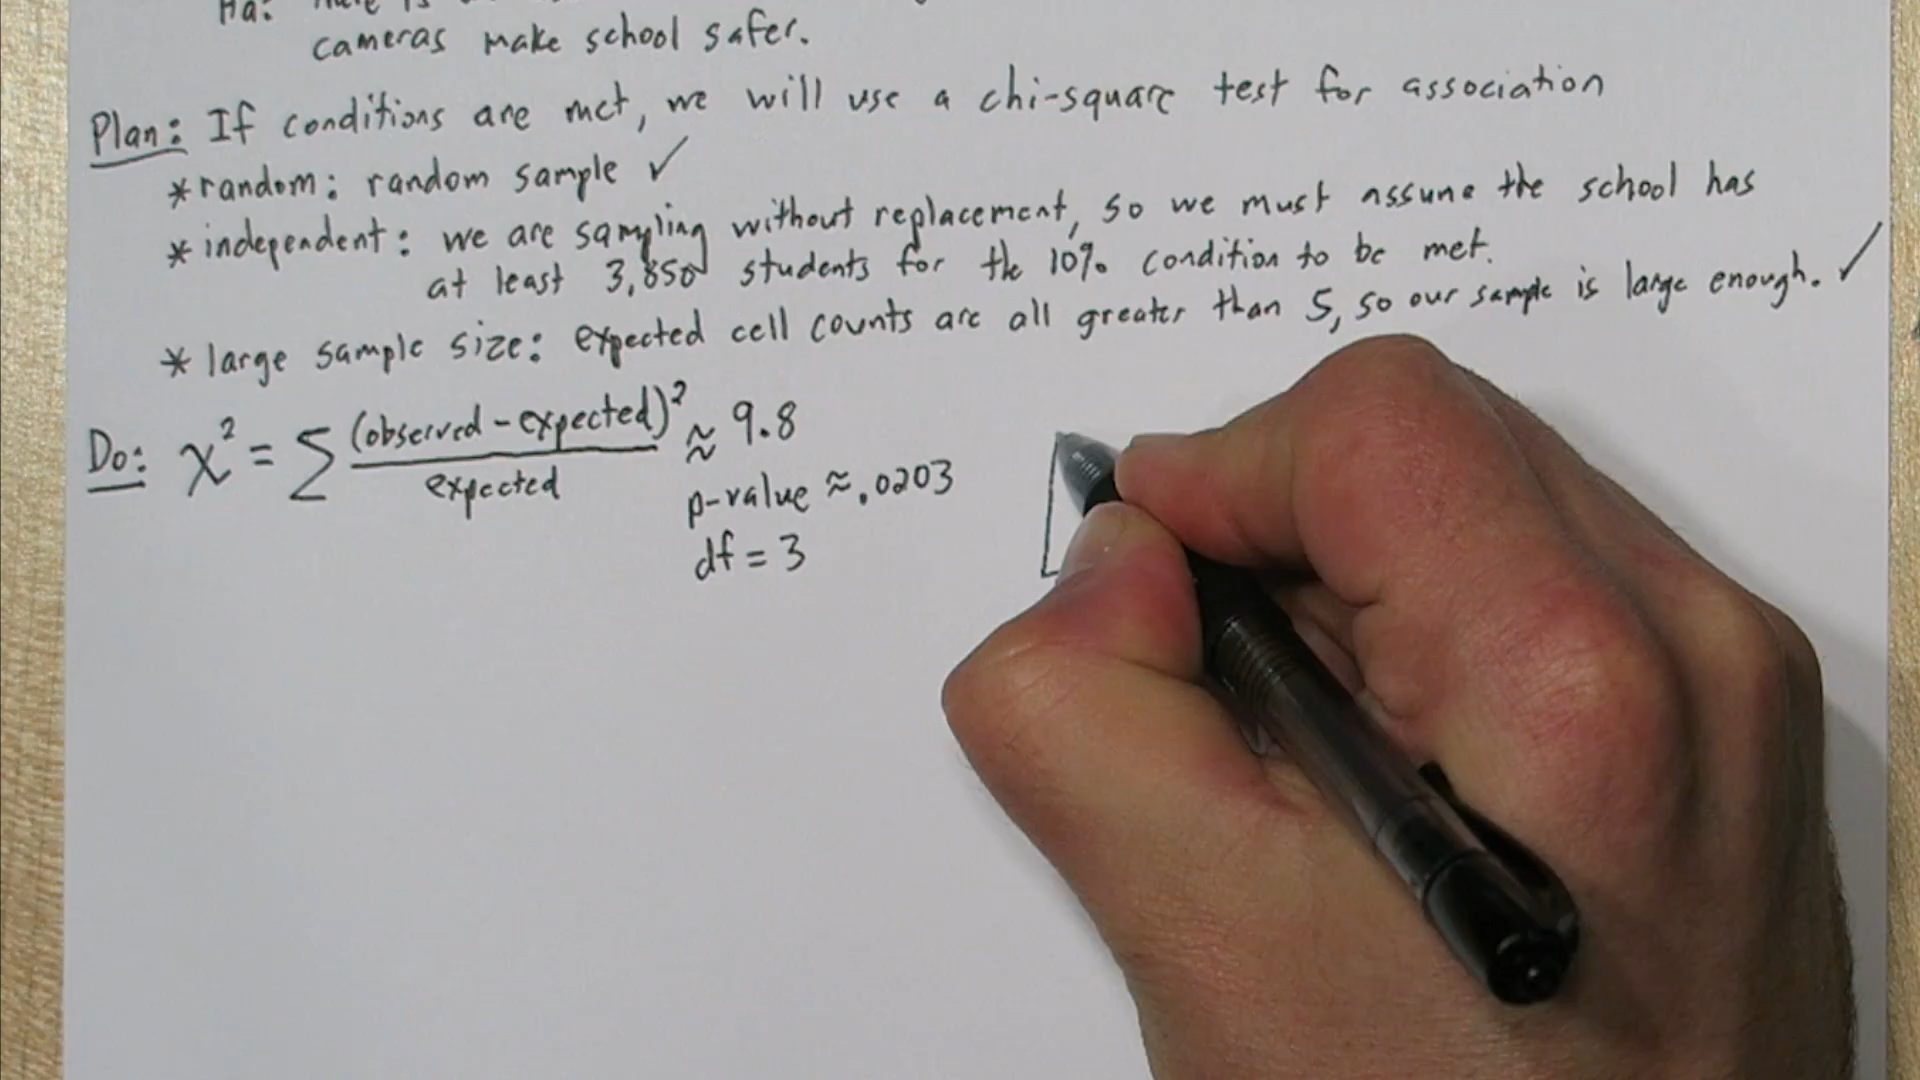 Ha:
cameras make school safer.
Plan: If conditions are met, we will use a chi-square test for association
*random: random sample ✓
*independent: we are sampling without replacement, so we must assume the school has
at least 3,850 students for the 10% condition to be met.
*large sample size: expected cell counts are all greater than 5, so our sample is large enough. ✓
Do: χ² = Σ (observed - expected)² / expected ≈ 9.8
p-value ≈ .0203
df = 3